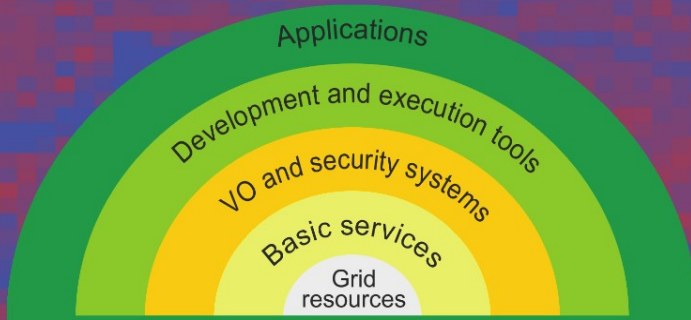 Applications
Development and execution tools
VO and security systems
Basic services
Grid
resources